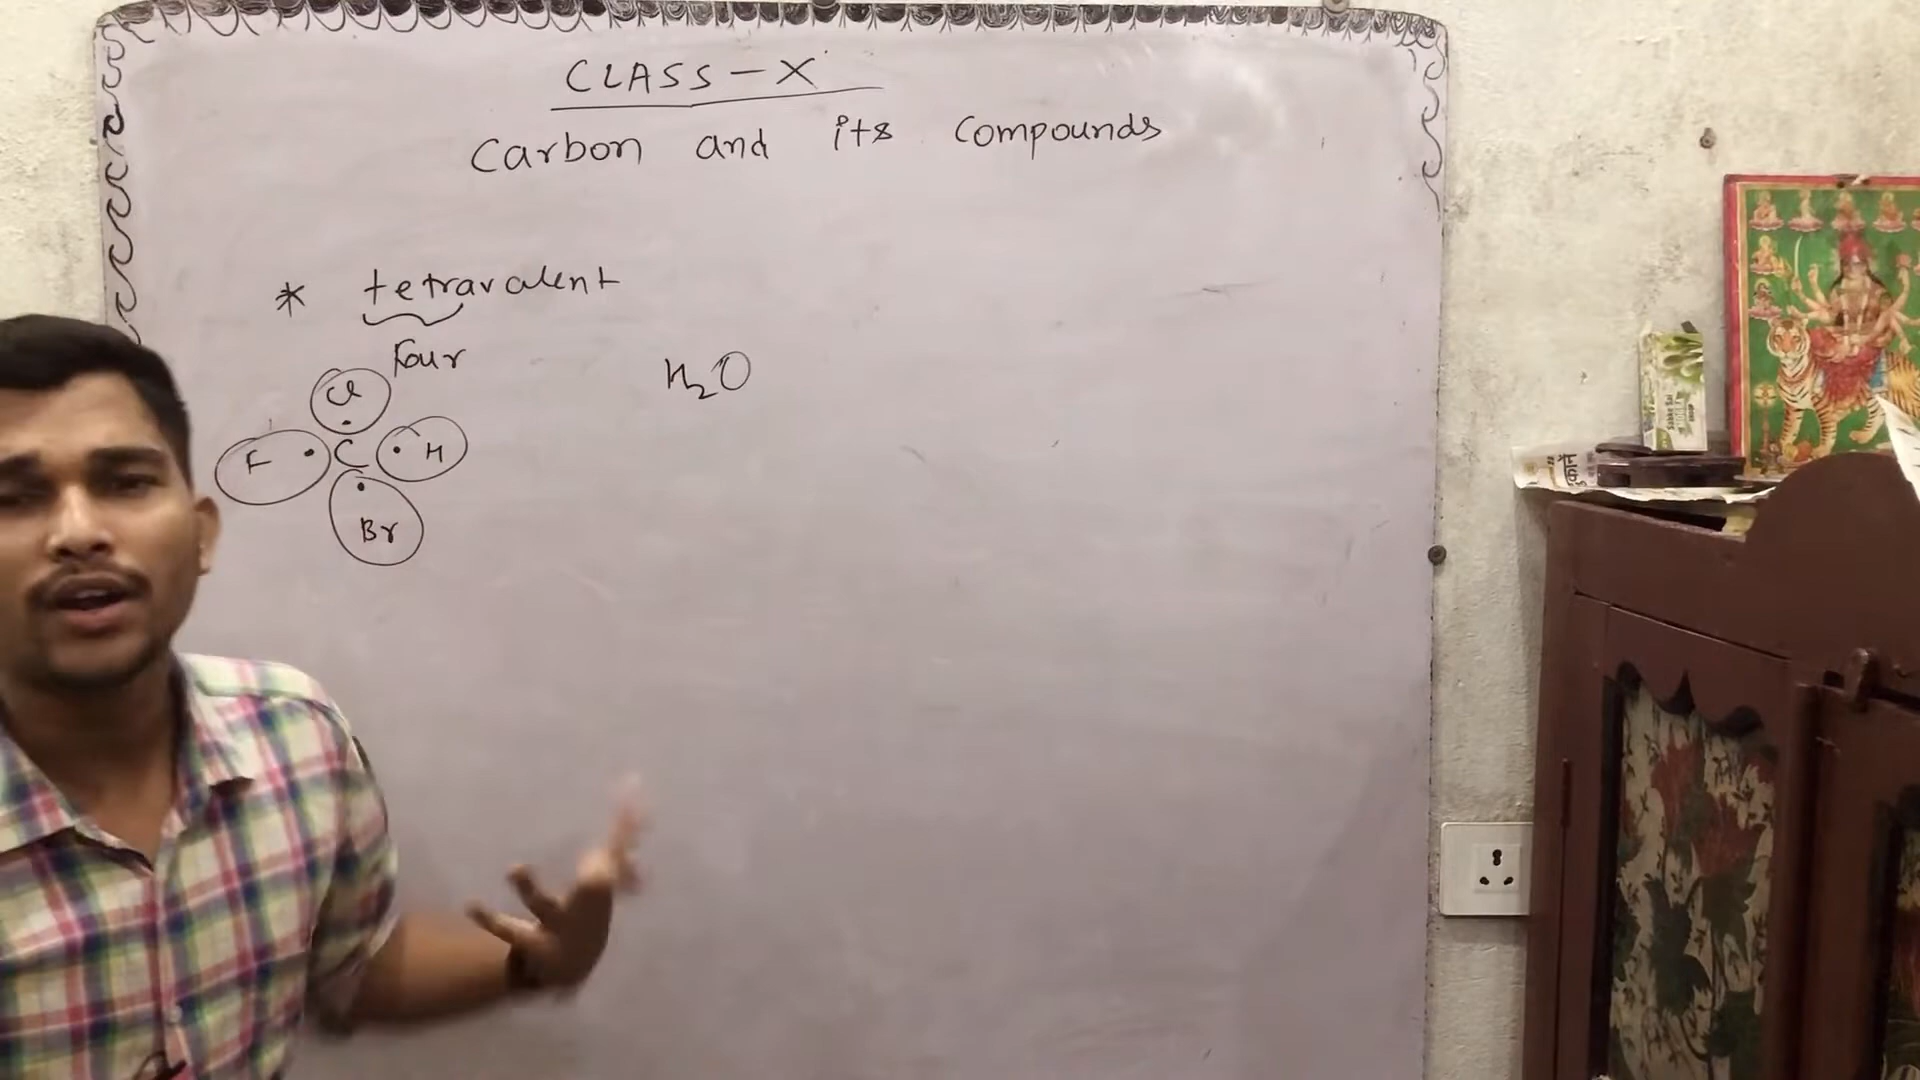 CLASS - X
Carbon and its compounds
* tetravalent
Four
Cl
F C H
Br
H₂O